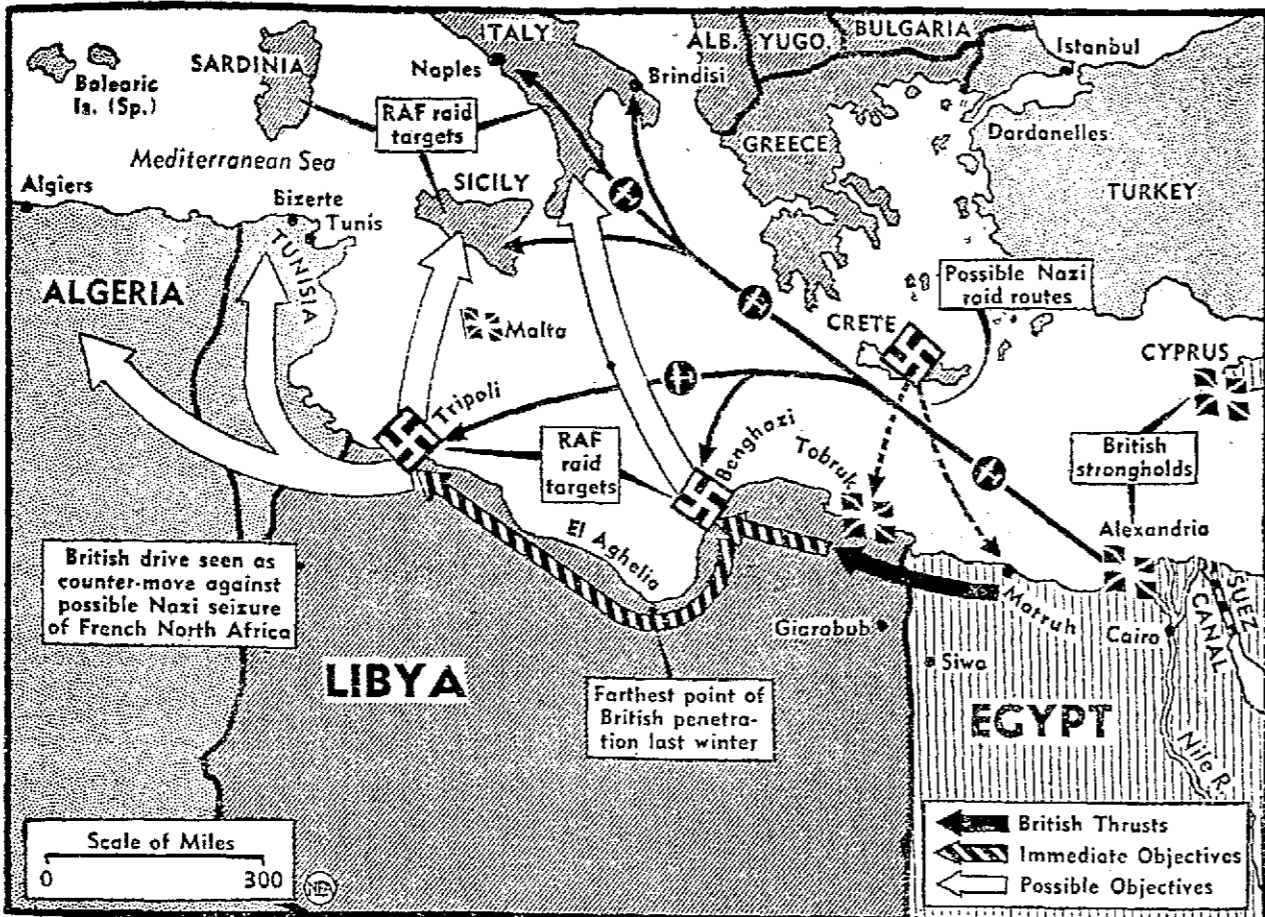 ITALY
ALB.
YUGO.
BULGARIA
Istanbul
Balearic
Is. (Sp.)
SARDINIA
Naples
Brindisi
RAF raid
targets
Dardanelles
GREECE
Mediterranean Sea
TURKEY
Algiers
Bizerte
Tunis
SICILY
TUNISIA
Possible Nazi
raid routes
ALGERIA
Malta
CRETE
CYPRUS
Tripoli
RAF
raid
targets
Benghazi
Tobruk
British
strongholds
El Aghelia
Alexandria
British drive seen as
counter-move against
possible Nazi seizure
of French North Africa
Matruh
SUEZ
CANAL
Giarabub
Cairo
LIBYA
Siwa
Farthest point of
British penetra-
tion last winter
EGYPT
Nile R.
Scale of Miles
0 300
NEA
British Thrusts
Immediate Objectives
Possible Objectives